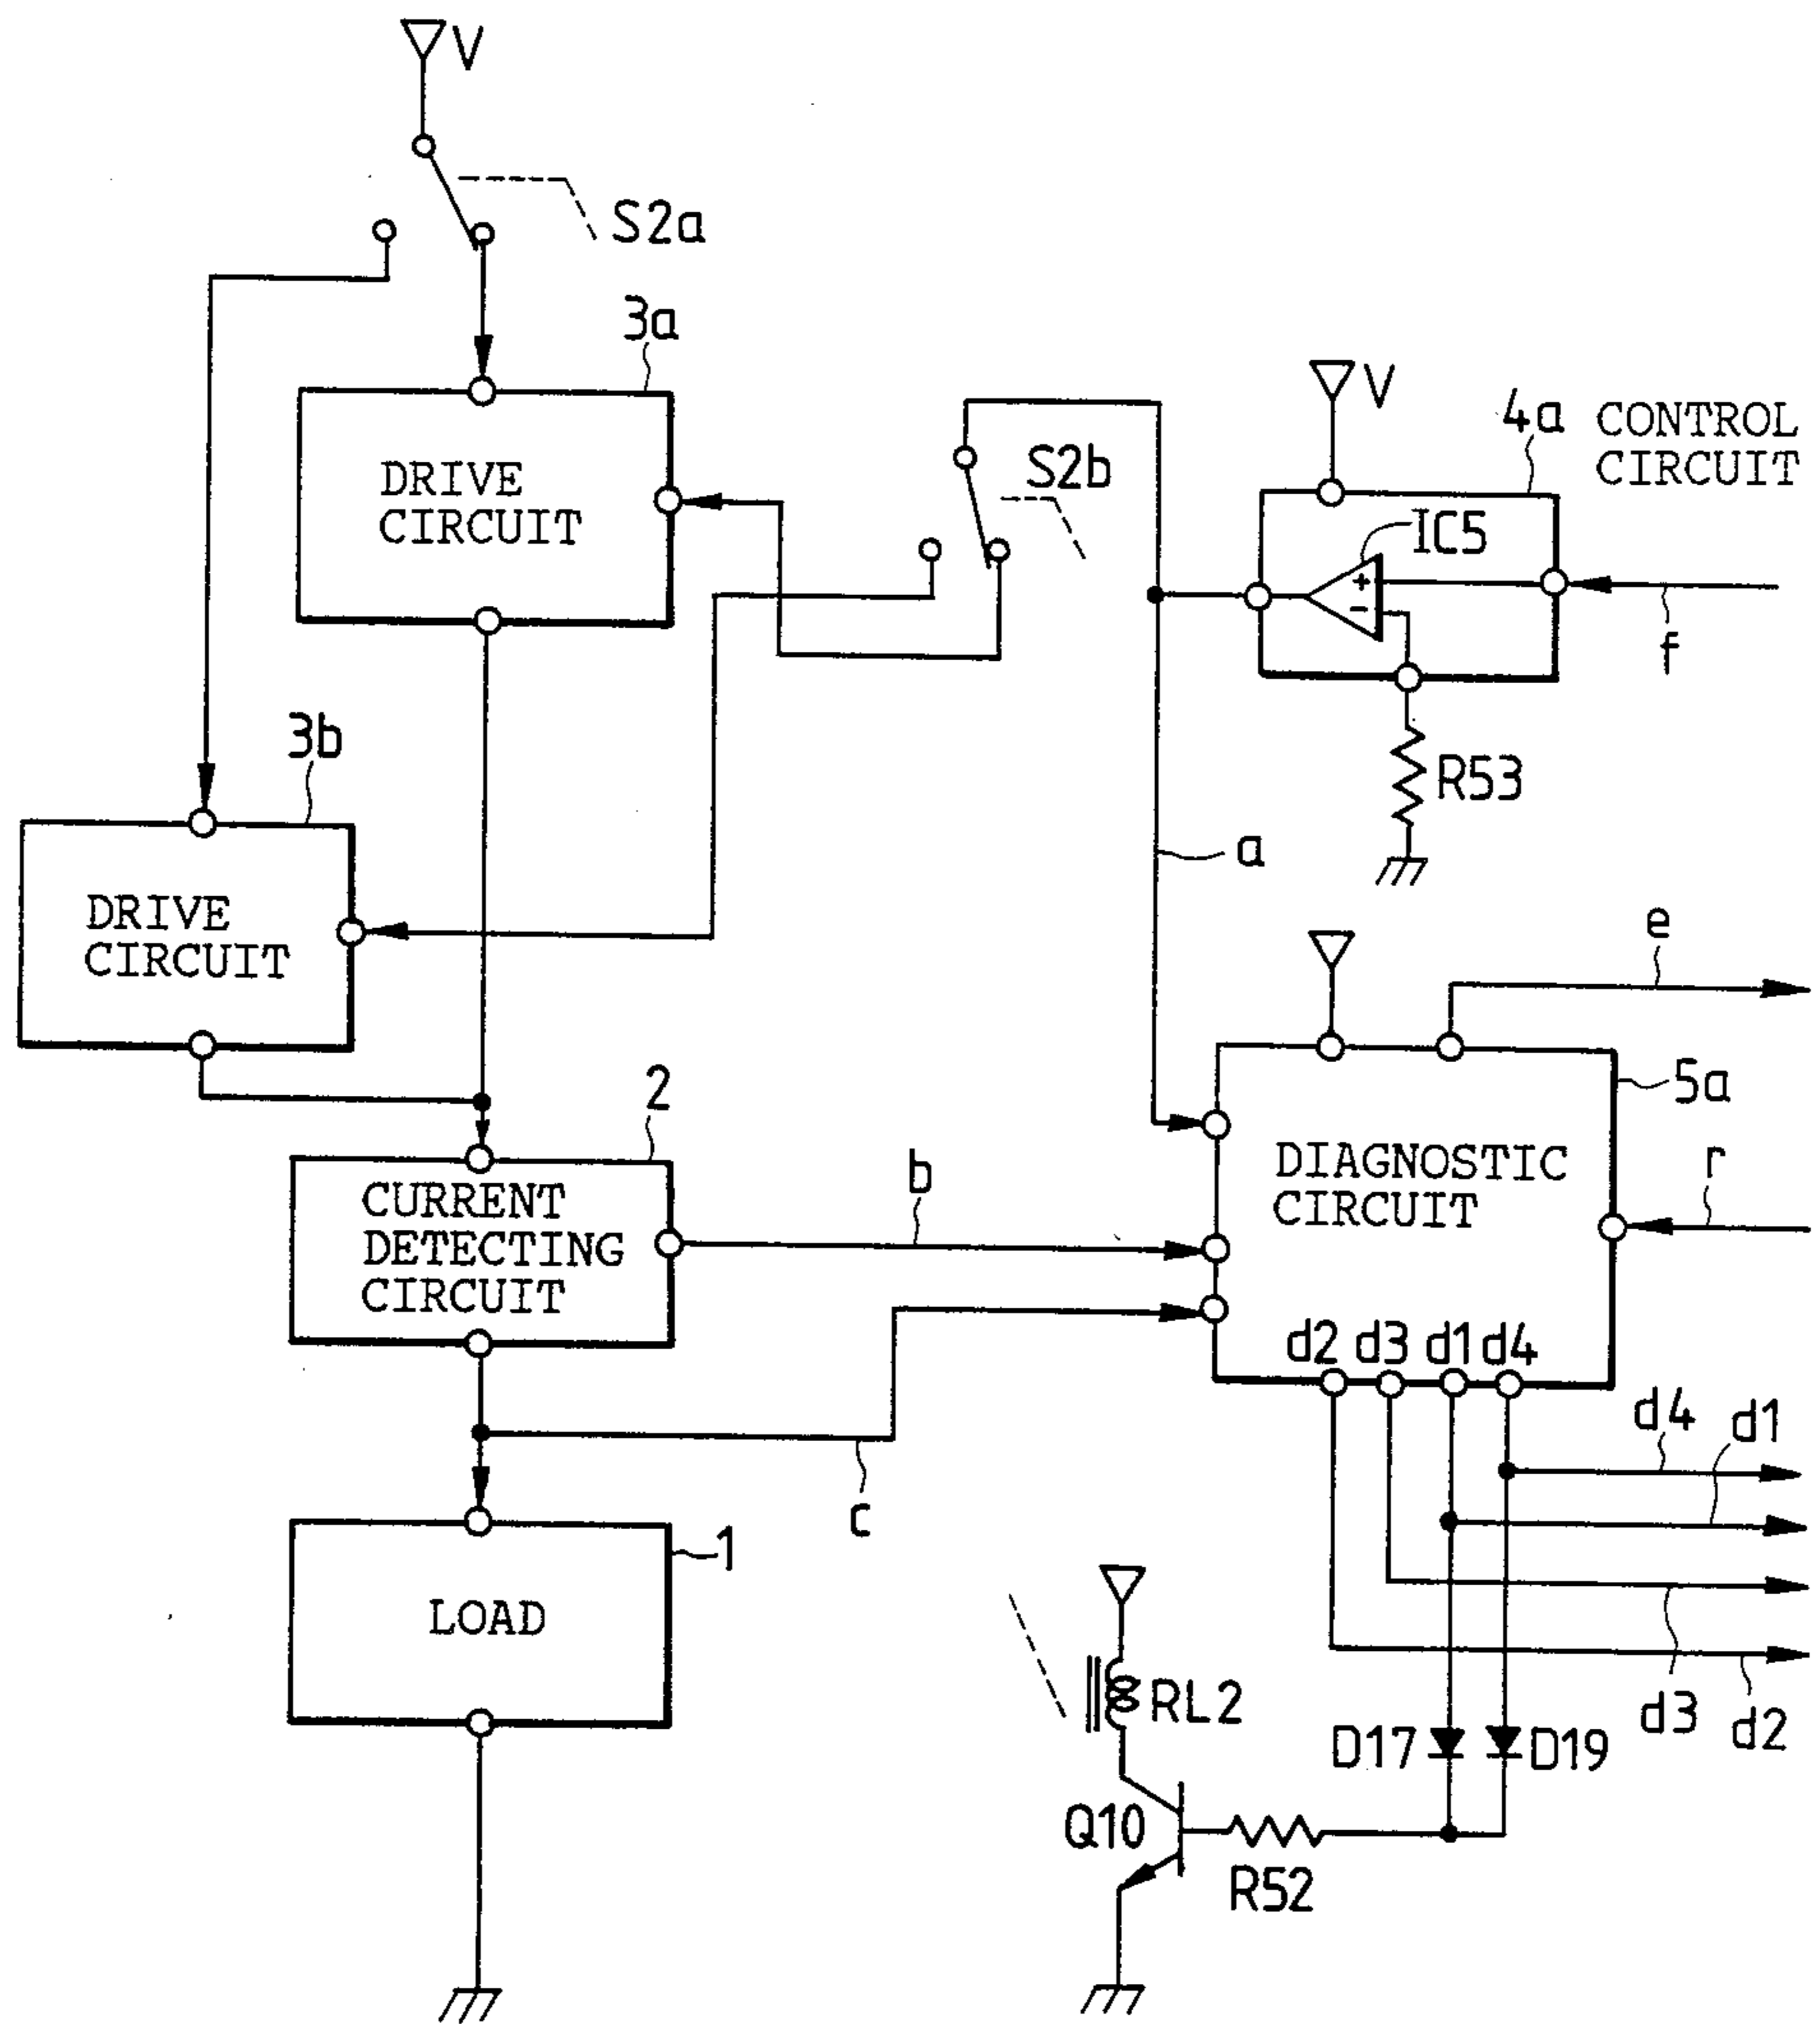 V
S2a
3a
DRIVE
CIRCUIT
S2b
V
4a CONTROL
CIRCUIT
IC5
+
-
f
R53
3b
DRIVE
CIRCUIT
a
e
5a
DIAGNOSTIC
CIRCUIT
r
2
CURRENT
DETECTING
CIRCUIT
b
c
d2 d3 d1 d4
d4 d1
1
LOAD
RL2
d3 d2
D17 D19
Q10
R52